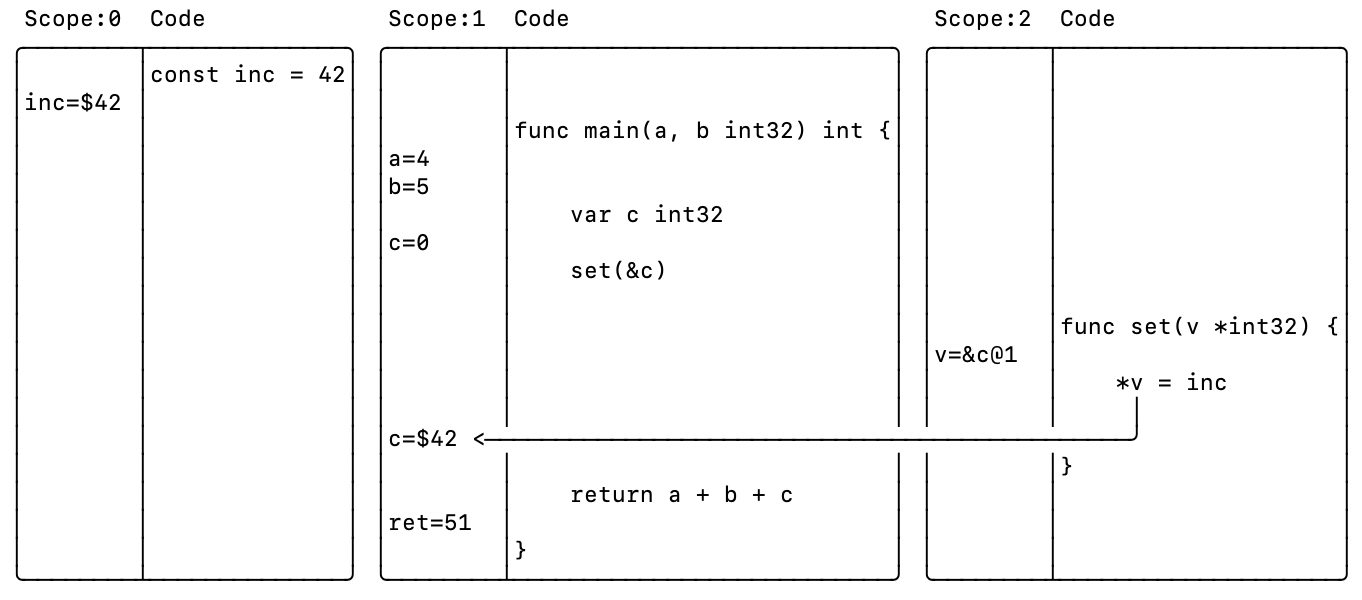 Scope:0 Code Scope:1 Code Scope:2 Code
const inc = 42
inc=$42
func main(a, b int32) int {
a=4
b=5
var c int32
c=0
set(&c)
func set(v *int32) {
v=&c@1
*v = inc
c=$42 <
}
return a + b + c
ret=51
}